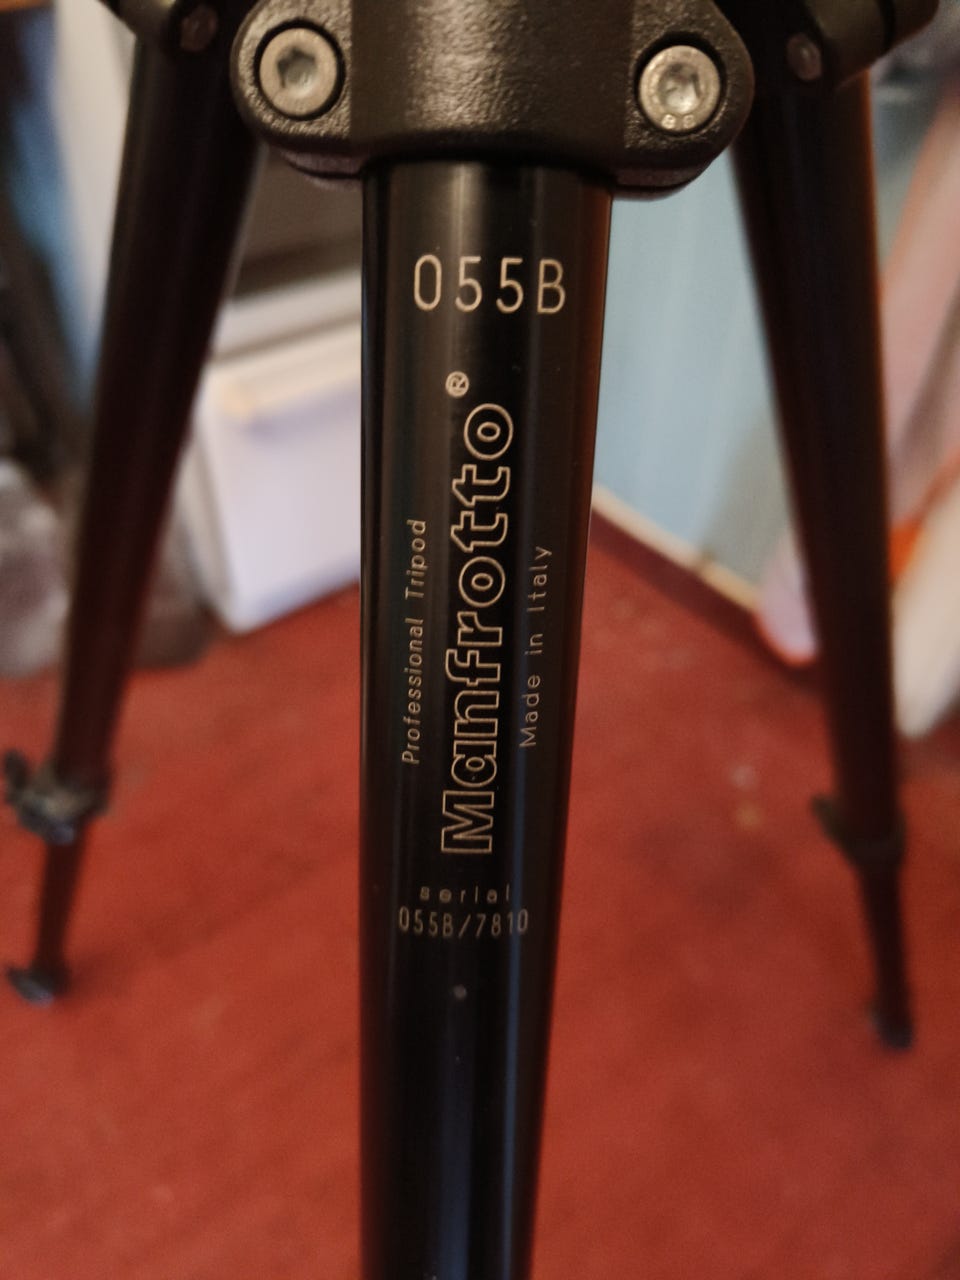 055B
Professional Tripod
Manfrotto®
Made in Italy
serial
055B/7810